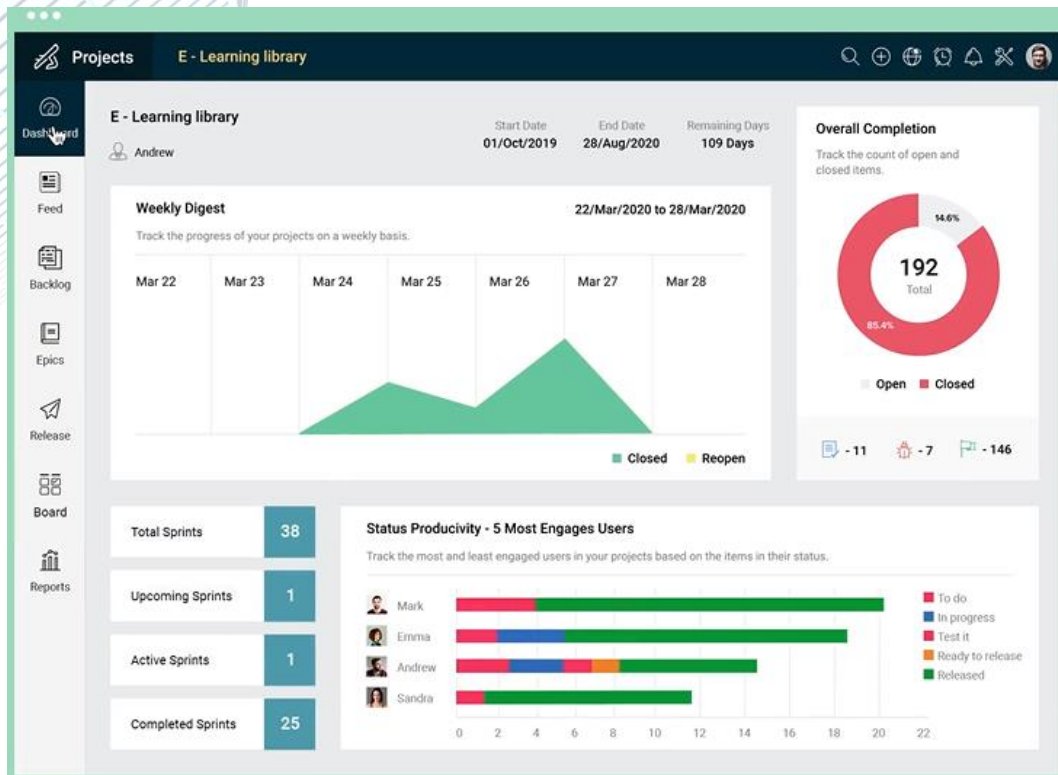 Projects
E - Learning library
Dashboard
Feed
Backlog
Epics
Release
Board
Reports
E - Learning library
Andrew
Start Date
01/Oct/2019
End Date
28/Aug/2020
Remaining Days
109 Days
Weekly Digest
22/Mar/2020 to 28/Mar/2020
Track the progress of your projects on a weekly basis.
Mar 22 Mar 23 Mar 24 Mar 25 Mar 26 Mar 27 Mar 28
Closed Reopen
Overall Completion
Track the count of open and
closed items.
14.6%
192
Total
85.4%
Open Closed
- 11 - 7 - 146
Total Sprints 38
Upcoming Sprints 1
Active Sprints 1
Completed Sprints 25
Status Producivity - 5 Most Engages Users
Track the most and least engaged users in your projects based on the items in their status.
Mark
Emma
Andrew
Sandra
0 2 4 6 8 10 12 14 16 18 20 22
To do
In progress
Test it
Ready to release
Released